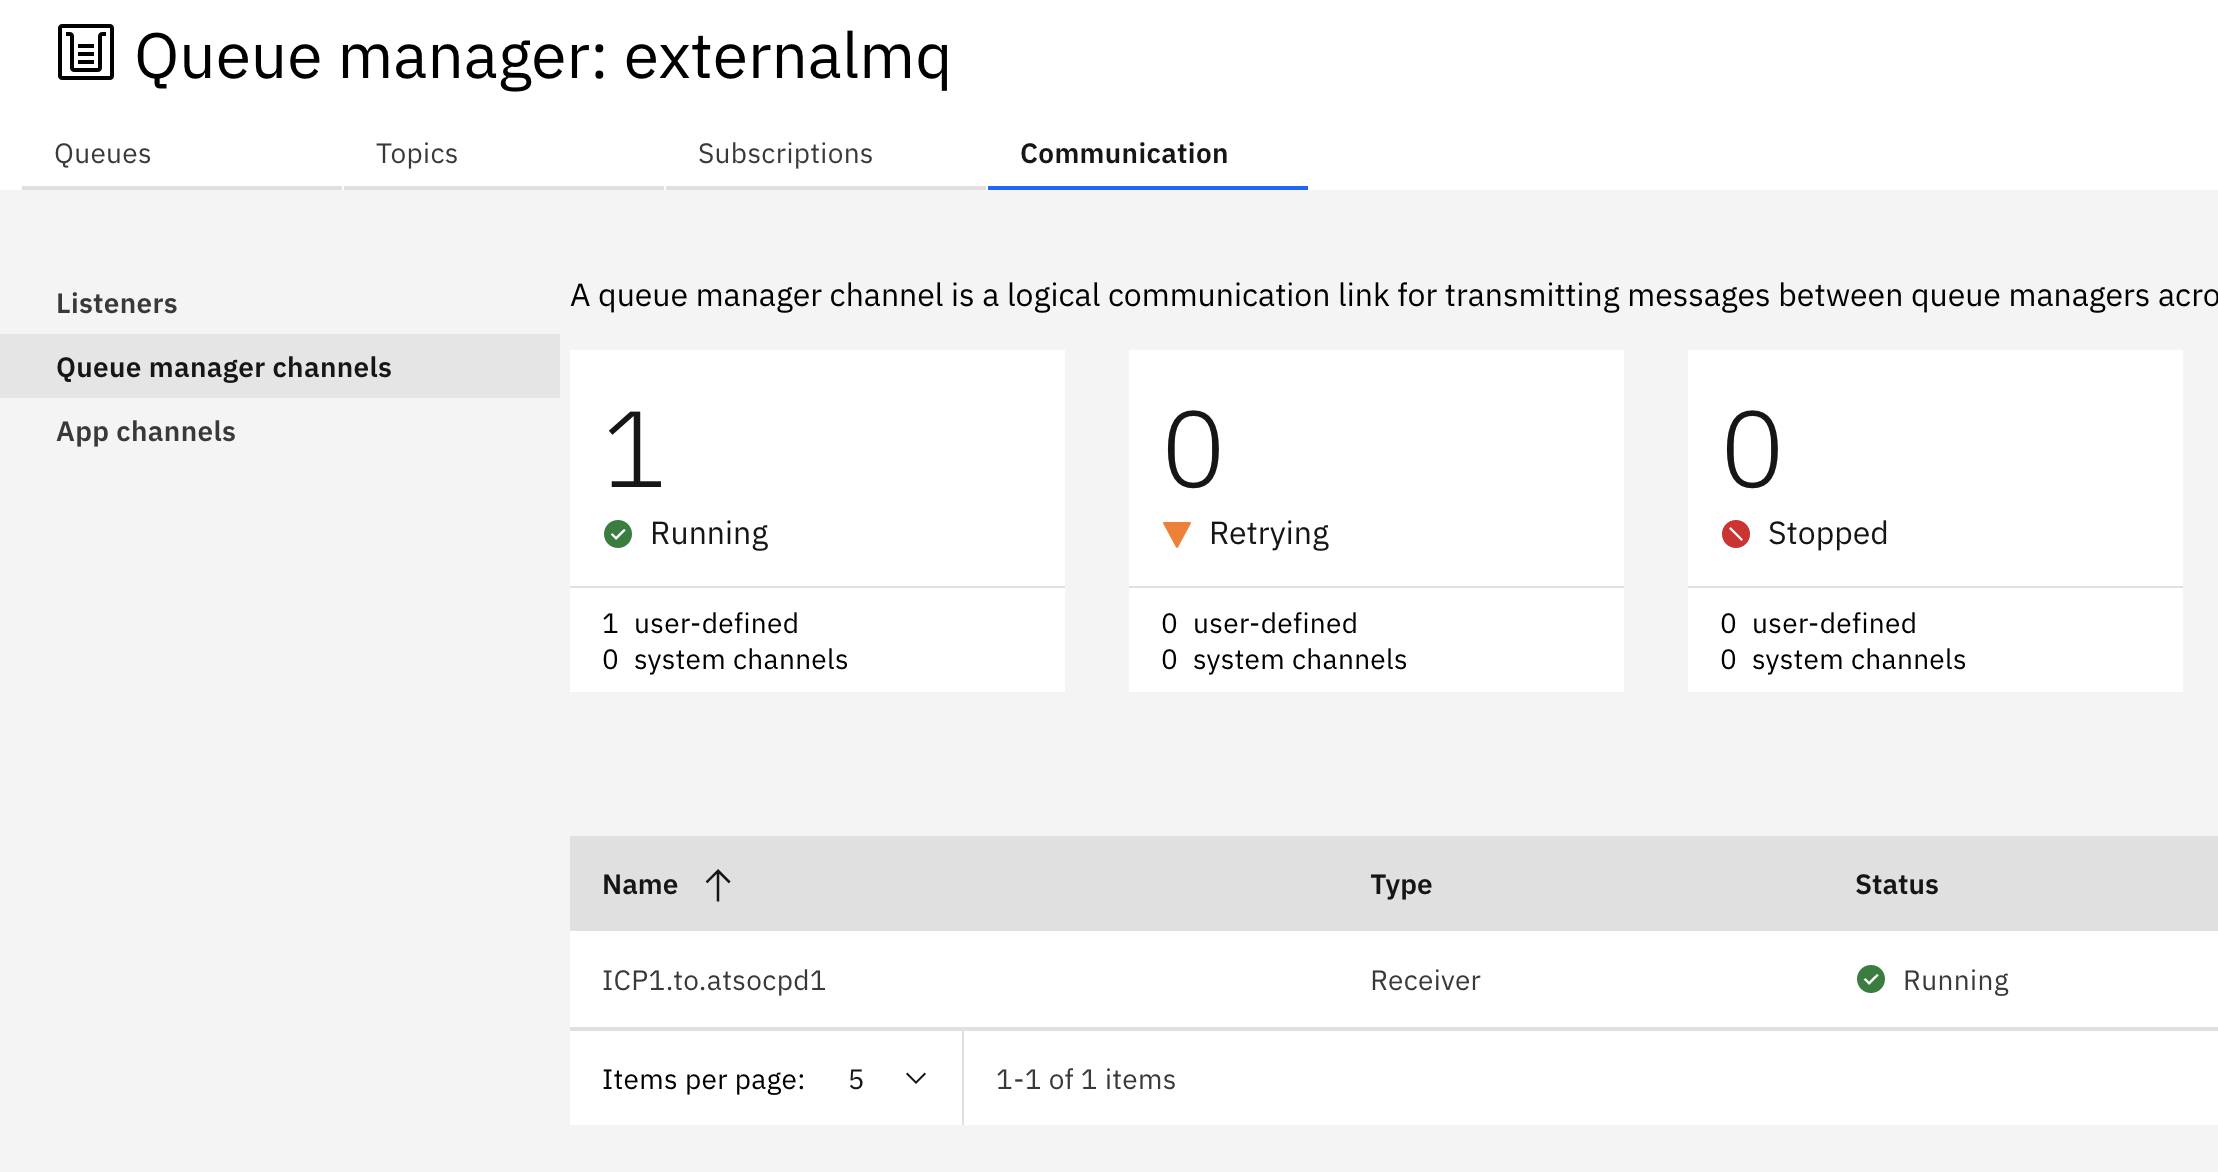 Queue manager: externalmq
Queues Topics Subscriptions Communication
Listeners
Queue manager channels
App channels
A queue manager channel is a logical communication link for transmitting messages between queue managers acro
1
Running
1 user-defined
0 system channels
0
Retrying
0 user-defined
0 system channels
0
Stopped
0 user-defined
0 system channels
Name Type Status
ICP1.to.atsocpd1 Receiver Running
Items per page: 5 1-1 of 1 items